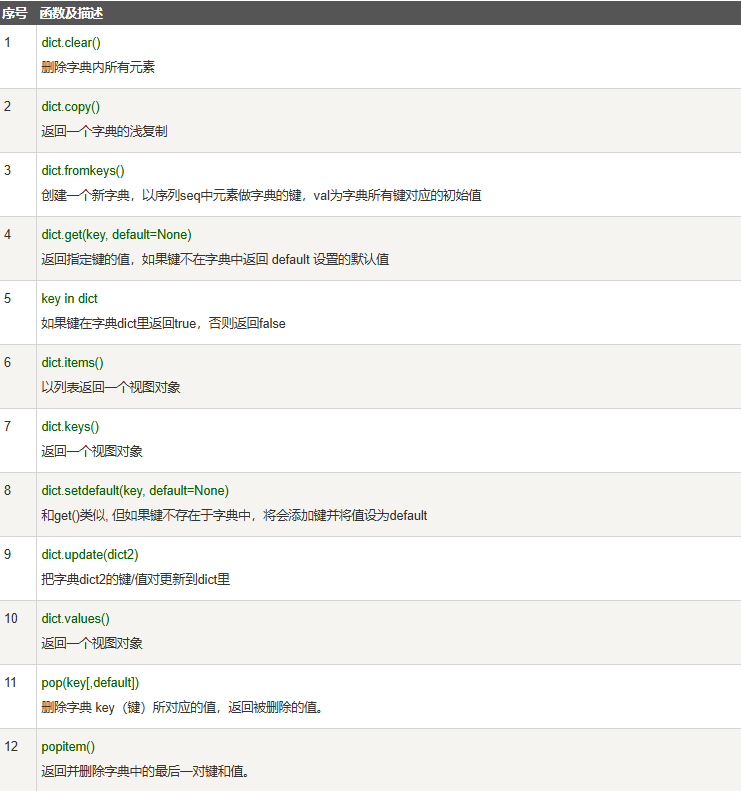 序号 函数及描述
1 dict.clear()
删除字典内所有元素
2 dict.copy()
返回一个字典的浅复制
3 dict.fromkeys()
创建一个新字典，以序列seq中元素做字典的键，val为字典所有键对应的初始值
4 dict.get(key, default=None)
返回指定键的值，如果键不在字典中返回 default 设置的默认值
5 key in dict
如果键在字典dict里返回true，否则返回false
6 dict.items()
以列表返回一个视图对象
7 dict.keys()
返回一个视图对象
8 dict.setdefault(key, default=None)
和get()类似, 但如果键不存在于字典中，将会添加键并将值设为default
9 dict.update(dict2)
把字典dict2的键/值对更新到dict里
10 dict.values()
返回一个视图对象
11 pop(key[,default])
删除字典 key（键）所对应的值，返回被删除的值。
12 popitem()
返回并删除字典中的最后一对键和值。